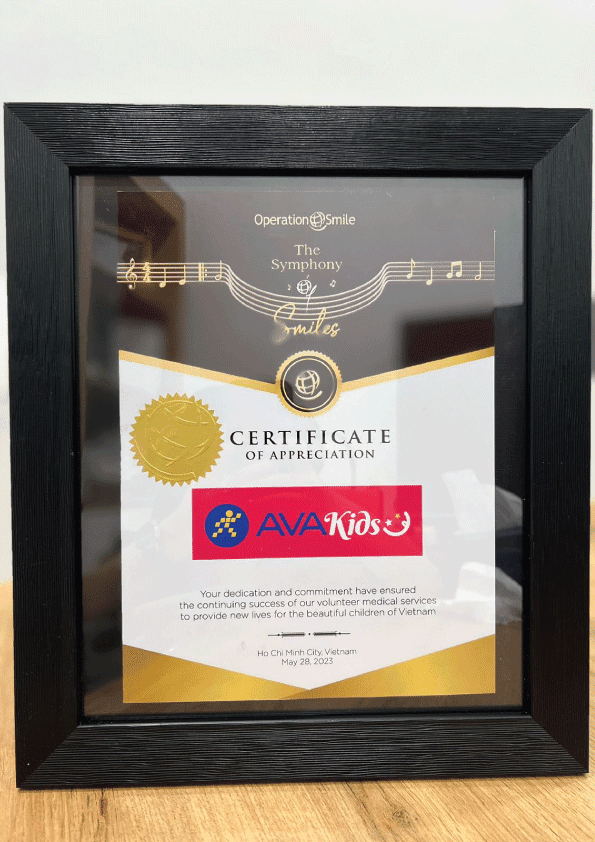 Operation Smile
The
Symphony
Smiles
CERTIFICATE
OF APPRECIATION
AVAKids
Your dedication and commitment have ensured
the continuing success of our volunteer medical services
to provide new lives for the beautiful children of Vietnam
Ho Chi Minh City, Vietnam
May 28, 2023